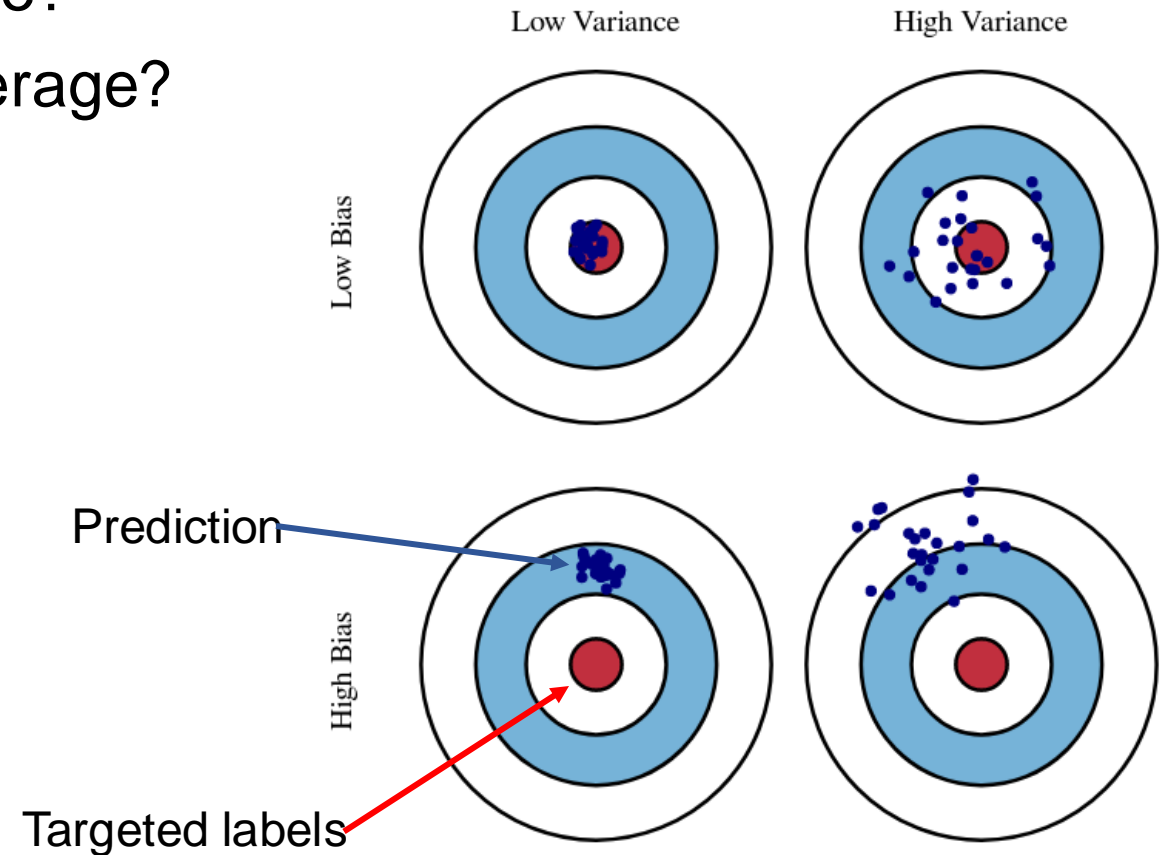 erage?
Low Variance
High Variance
Low Bias
Prediction
High Bias
Targeted labels